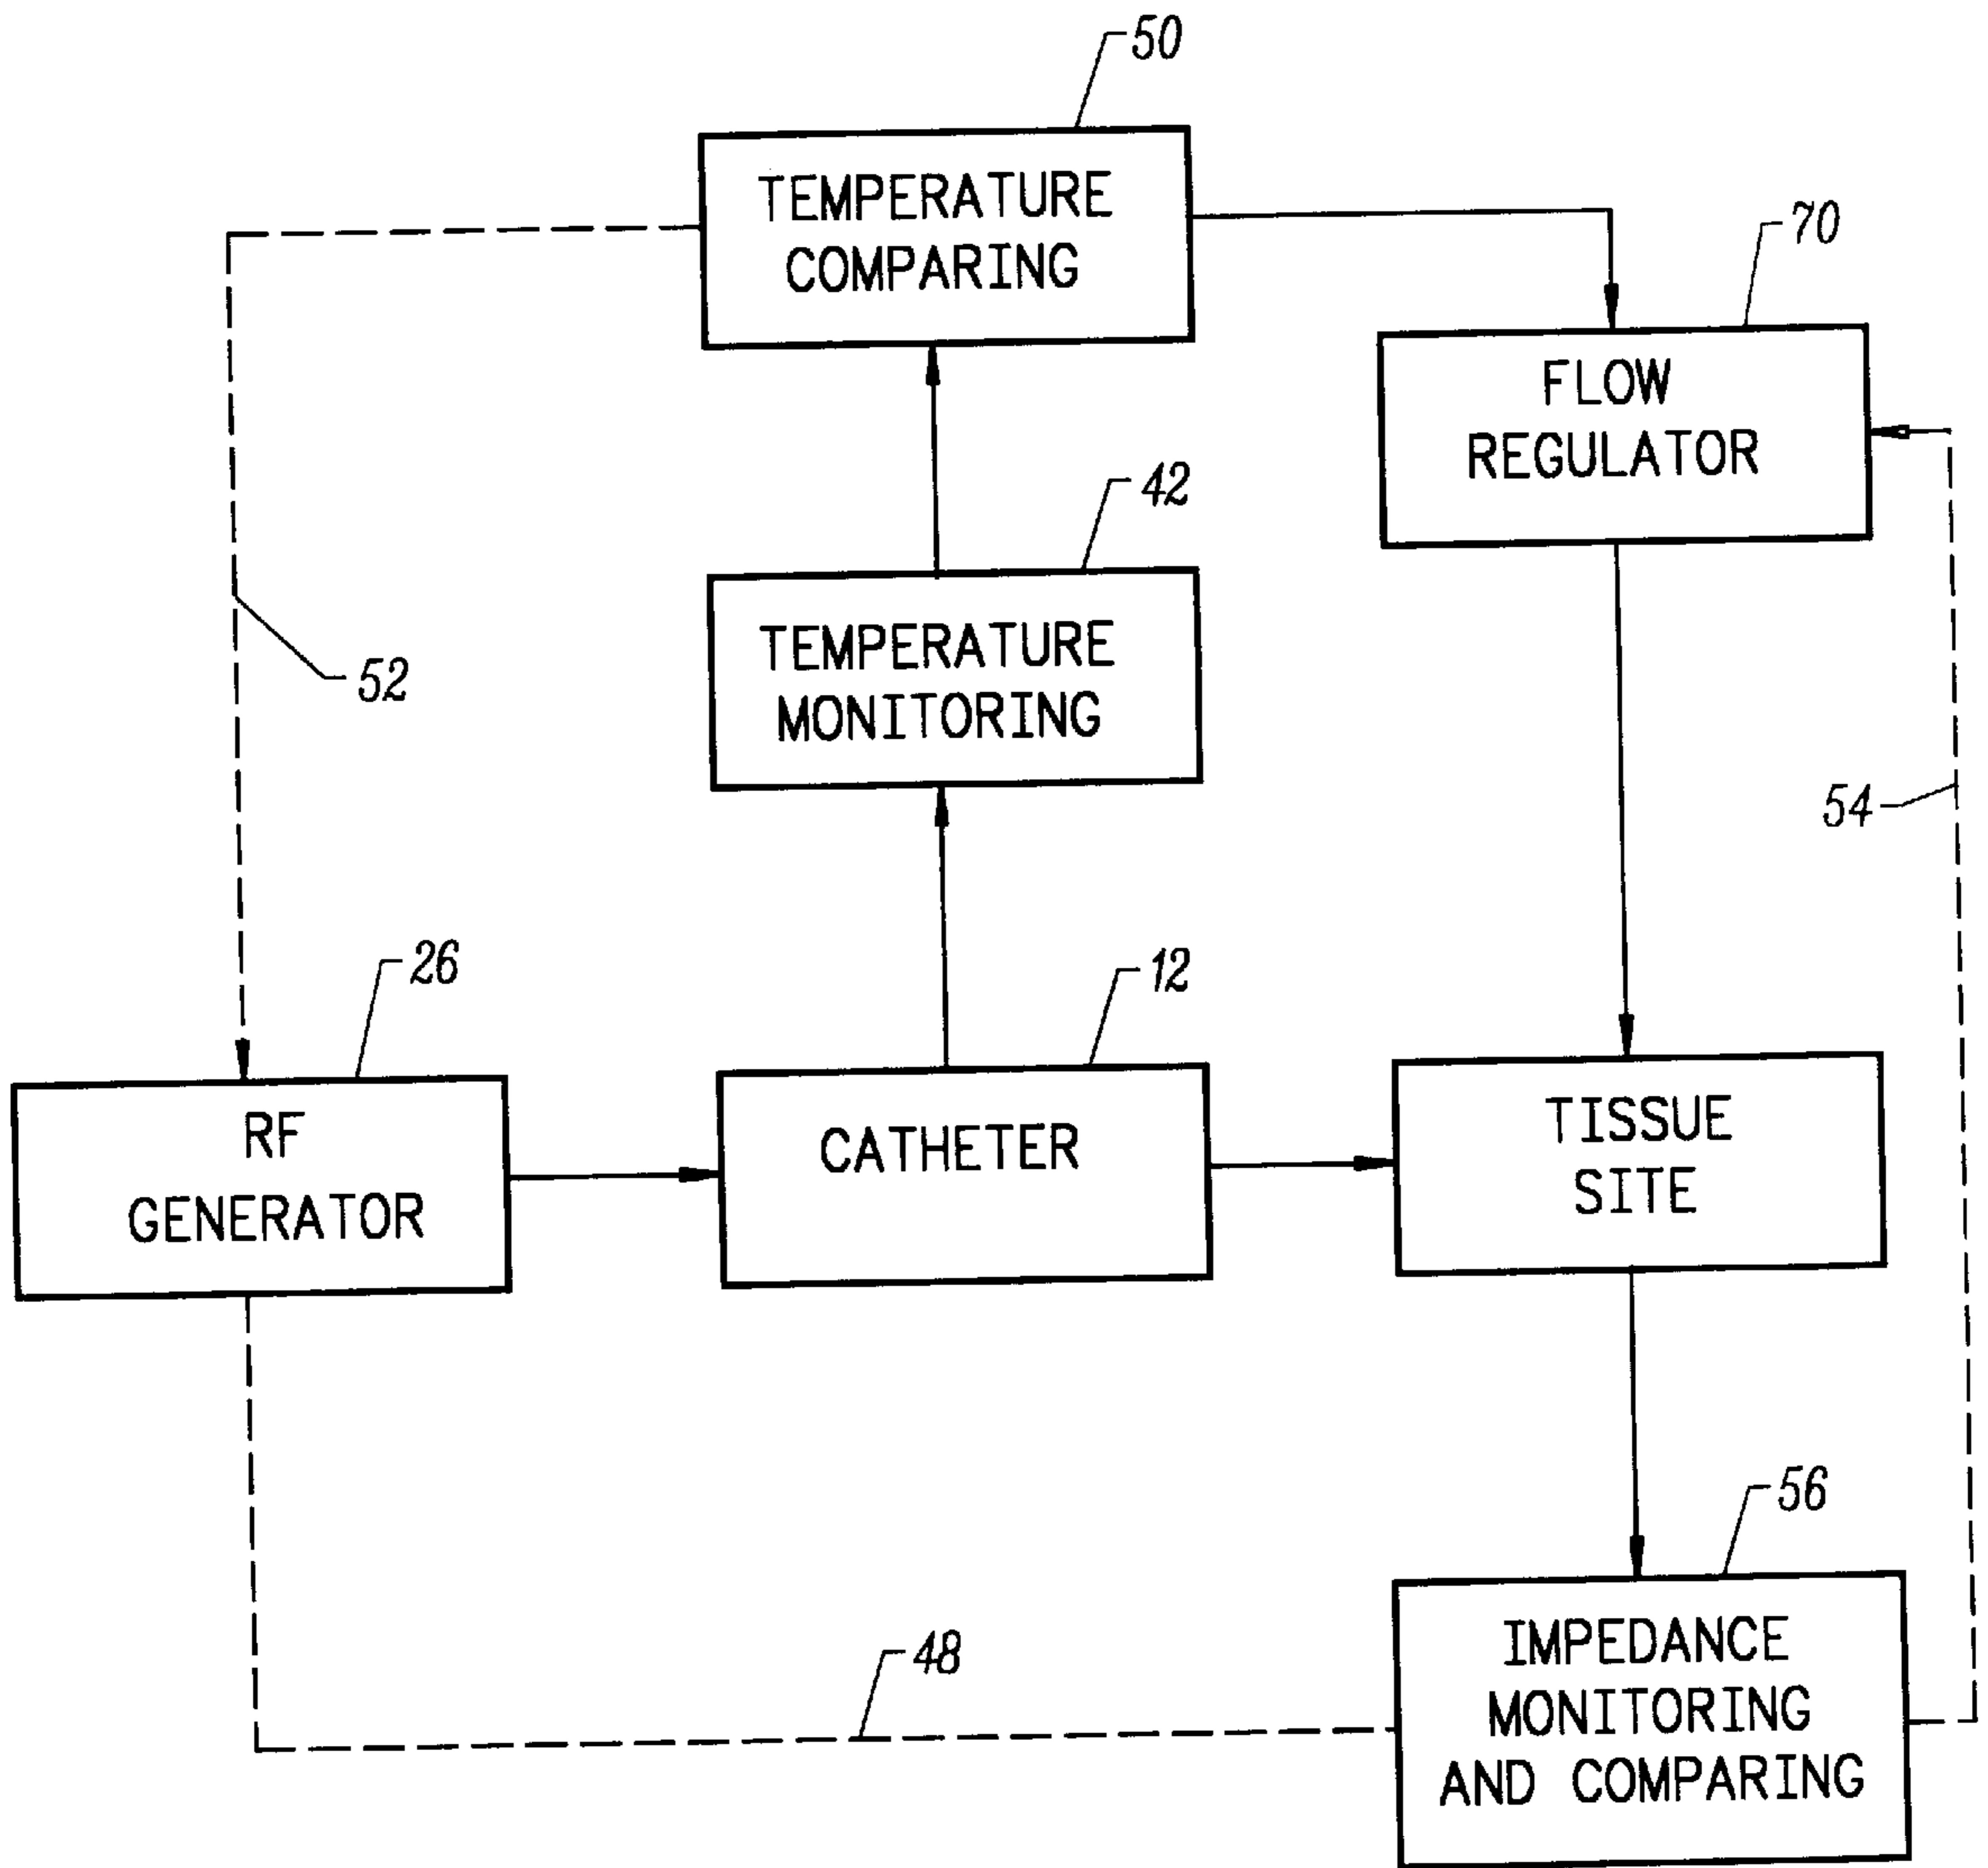 50
TEMPERATURE
COMPARING
70
FLOW
REGULATOR
42
TEMPERATURE
MONITORING
52
54
26
RF
GENERATOR
12
CATHETER
TISSUE
SITE
56
IMPEDANCE
MONITORING
AND COMPARING
48